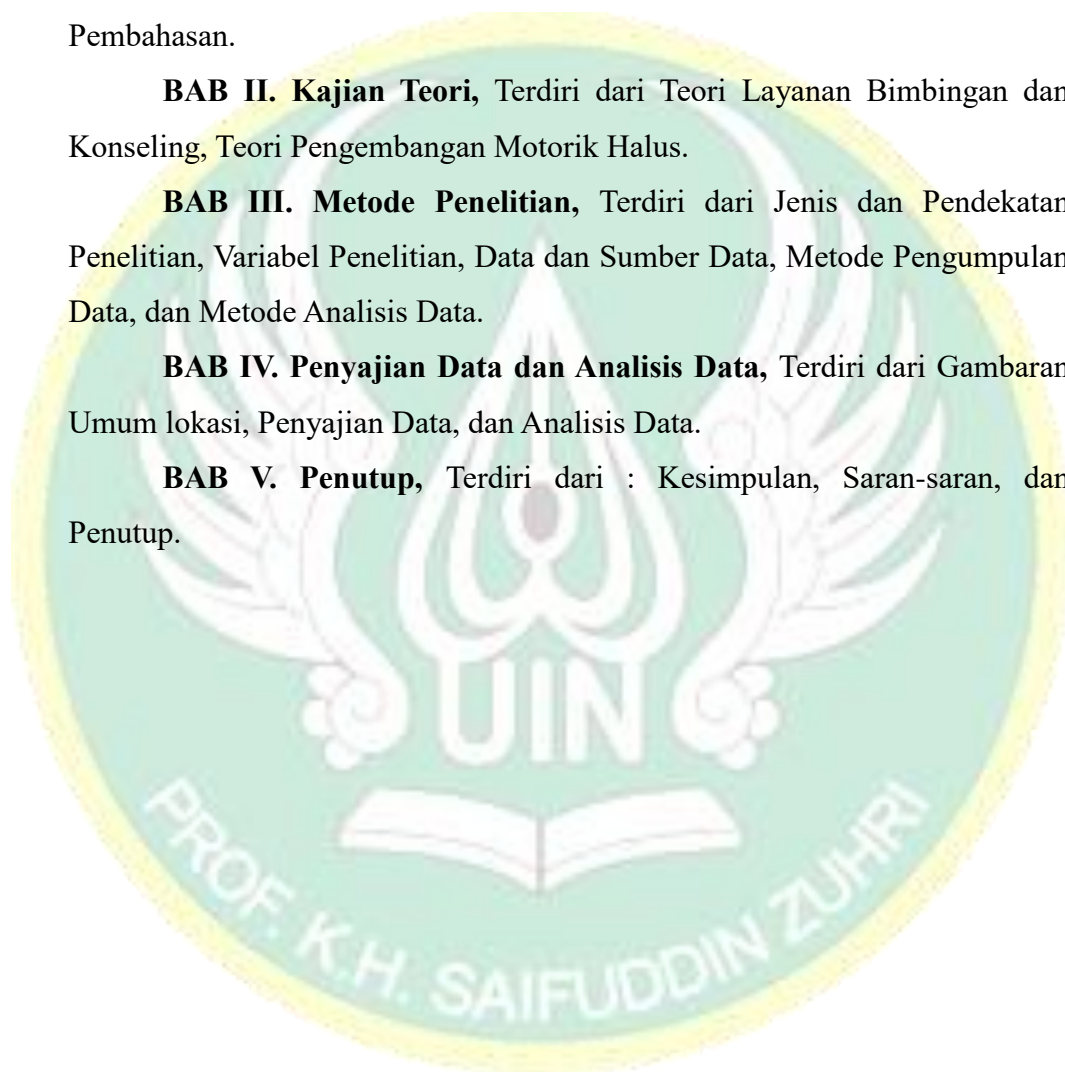 Pembahasan.
BAB II. Kajian Teori, Terdiri dari Teori Layanan Bimbingan dan
Konseling, Teori Pengembangan Motorik Halus.
BAB III. Metode Penelitian, Terdiri dari Jenis dan Pendekatan
Penelitian, Variabel Penelitian, Data dan Sumber Data, Metode Pengumpulan
Data, dan Metode Analisis Data.
BAB IV. Penyajian Data dan Analisis Data, Terdiri dari Gambaran
Umum lokasi, Penyajian Data, dan Analisis Data.
BAB V. Penutup, Terdiri dari : Kesimpulan, Saran-saran, dan
Penutup.
UIN
PROF. K.H. SAIFUDDIN ZUHRI